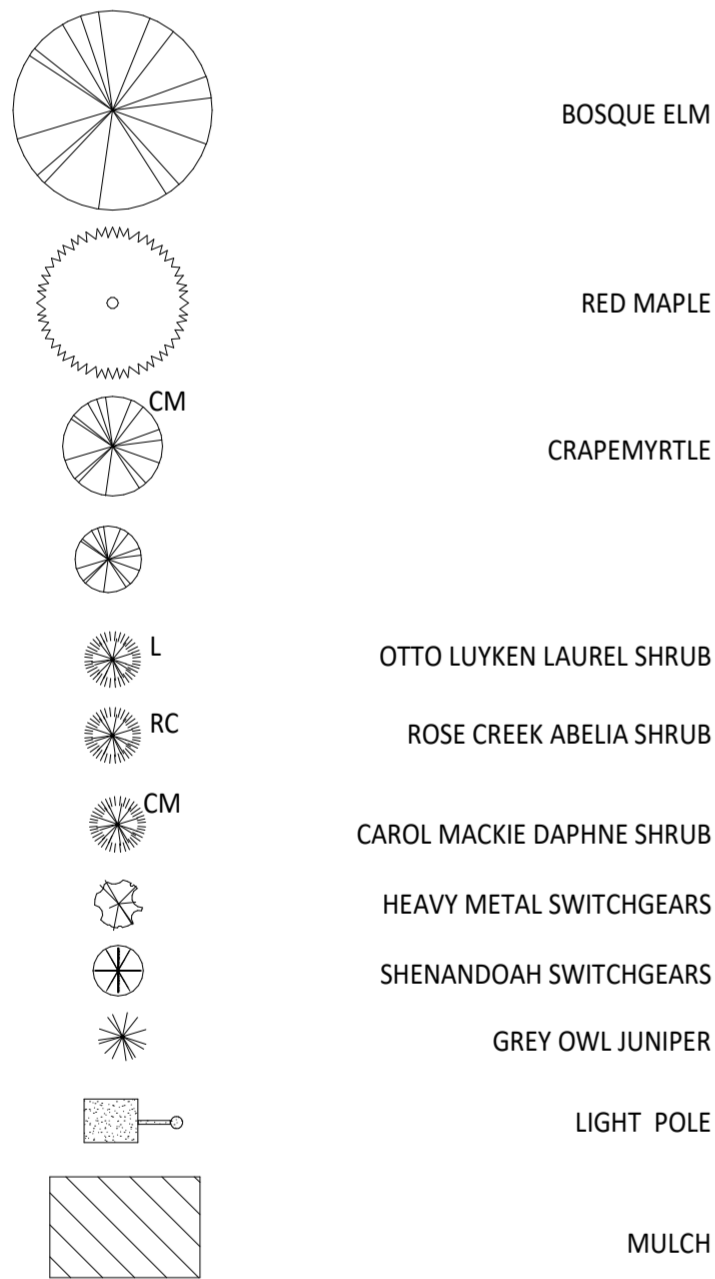 BOSQUE ELM
RED MAPLE
CM
CRAPEMYRTLE
L
OTTO LUYKEN LAUREL SHRUB
RC
ROSE CREEK ABELIA SHRUB
CM
CAROL MACKIE DAPHNE SHRUB
HEAVY METAL SWITCHGEARS
SHENANDOAH SWITCHGEARS
GREY OWL JUNIPER
LIGHT POLE
MULCH